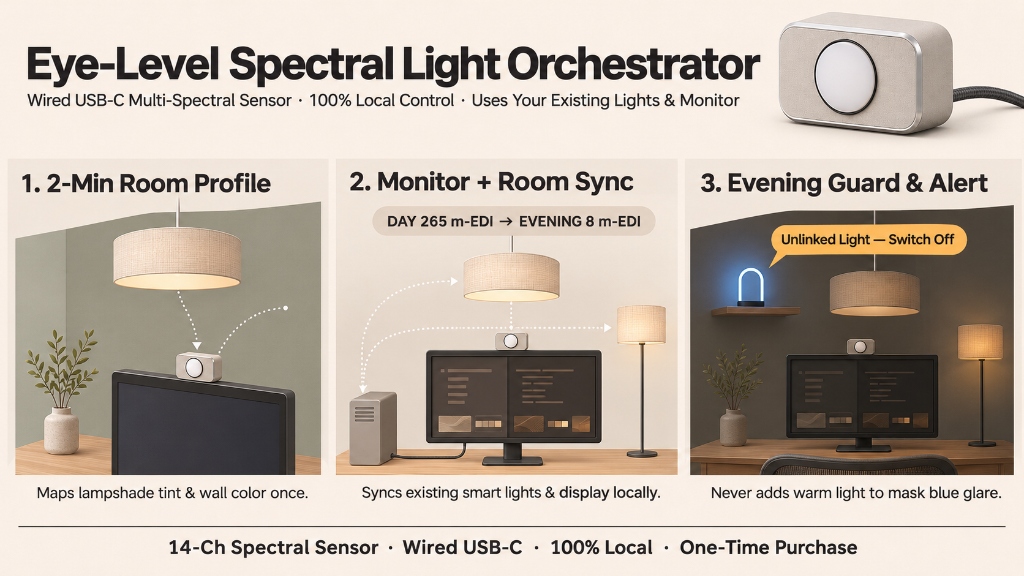 Eye-Level Spectral Light Orchestrator
Wired USB-C Multi-Spectral Sensor · 100% Local Control · Uses Your Existing Lights & Monitor
1. 2-Min Room Profile
Maps lampshade tint & wall color once.
2. Monitor + Room Sync
DAY 265 m-EDI → EVENING 8 m-EDI
Syncs existing smart lights & display locally.
3. Evening Guard & Alert
Unlinked Light — Switch Off
Never adds warm light to mask blue glare.
14-Ch Spectral Sensor · Wired USB-C · 100% Local · One-Time Purchase